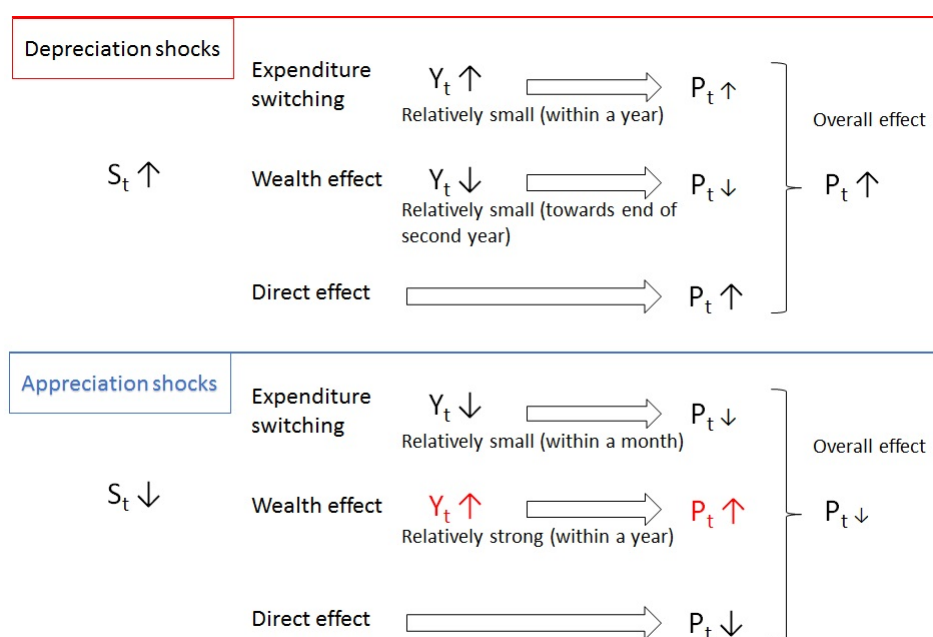 Depreciation shocks
Expenditure
switching
Yt ↑
Pt ↑
Relatively small (within a year)
Overall effect
St ↑
Wealth effect
Yt ↓
Pt ↓
Pt ↑
Relatively small (towards end of
second year)
Direct effect
Pt ↑
Appreciation shocks
Expenditure
switching
Yt ↓
Pt ↓
Relatively small (within a month)
Overall effect
St ↓
Wealth effect
Yt ↑
Pt ↑
Pt ↓
Relatively strong (within a year)
Direct effect
Pt ↓